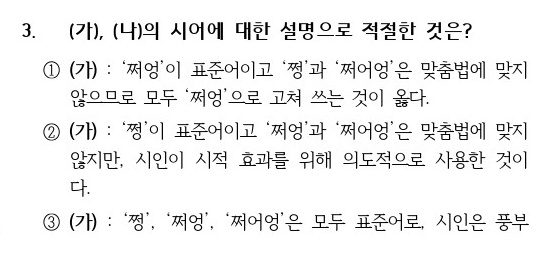 3. (가), (나)의 시어에 대한 설명으로 적절한 것은?
① (가) : ‘쩌엉’이 표준어이고 ‘쩡’과 ‘쩌어엉’은 맞춤법에 맞지
않으므로 모두 ‘쩌엉’으로 고쳐 쓰는 것이 옳다.
② (가) : ‘쩡’이 표준어이고 ‘쩌엉’과 ‘쩌어엉’은 맞춤법에 맞지
않지만, 시인이 시적 효과를 위해 의도적으로 사용한 것이
다.
③ (가) : ‘쩡’, ‘쩌엉’, ‘쩌어엉’은 모두 표준어로, 시인은 풍부